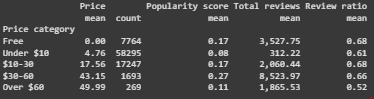 Price Popularity score Total reviews Review ratio
mean count mean mean mean
Price category
Free 0.00 7764 0.17 3,527.75 0.68
Under $10 4.76 58295 0.08 312.22 0.61
$10-30 17.56 17247 0.17 2,060.44 0.68
$30-60 43.15 1693 0.27 8,523.97 0.66
Over $60 49.99 269 0.11 1,865.53 0.52